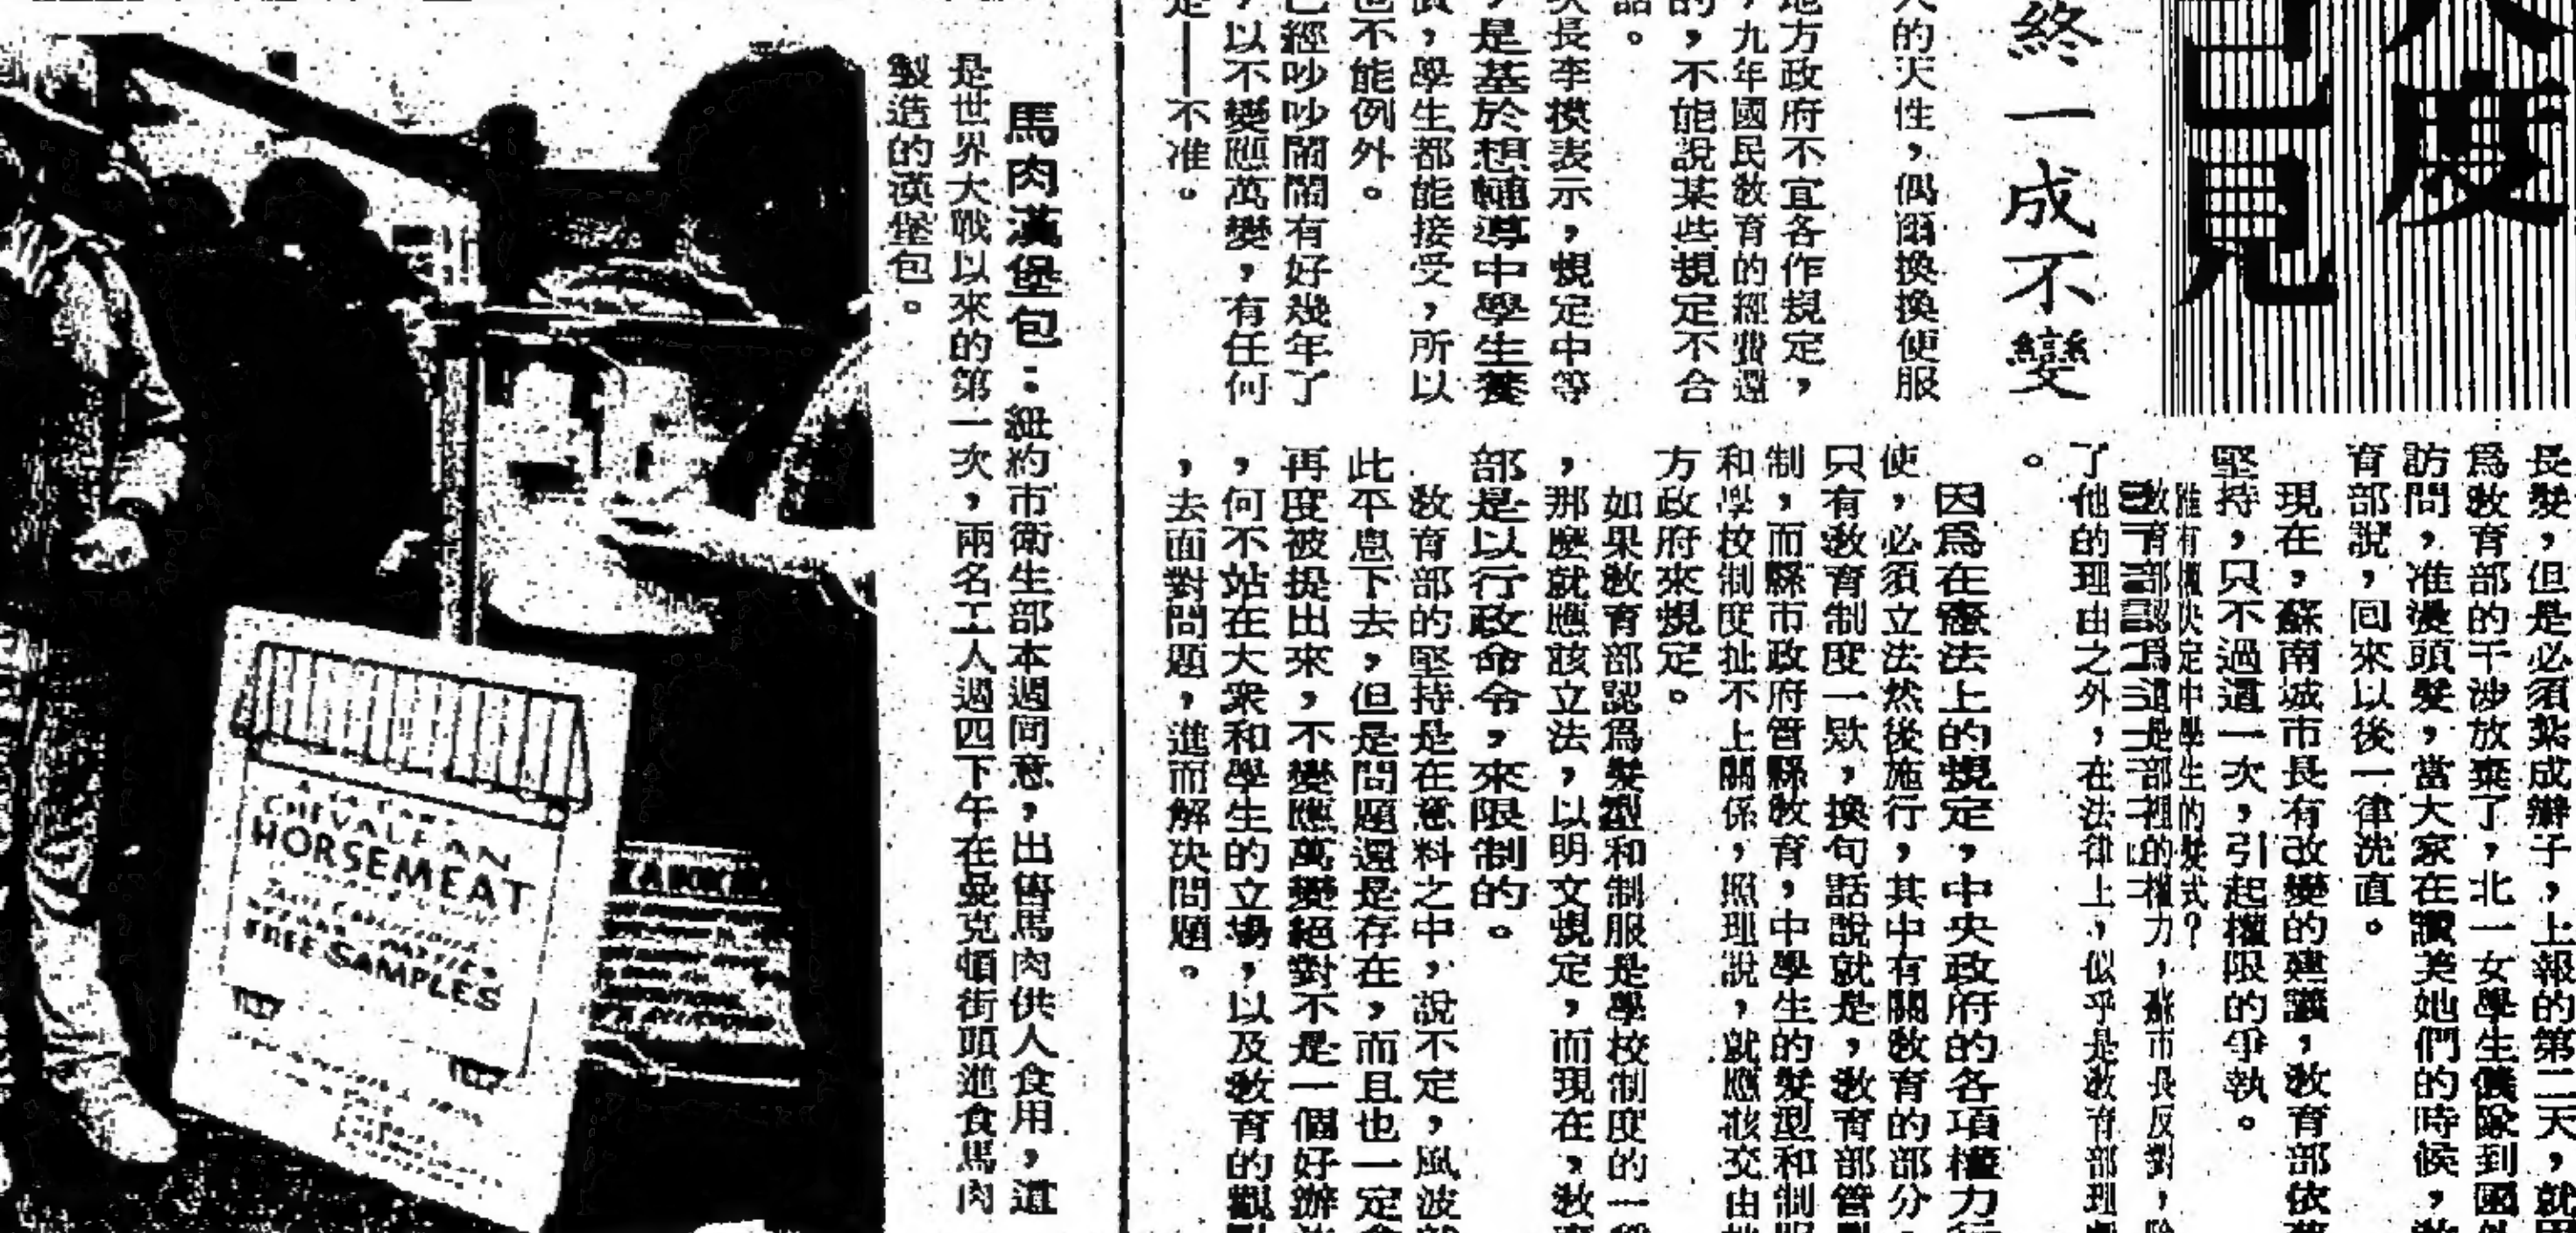 終一成不變
人的天性，偶爾換換便服
地方政府不宜各作規定，
，九年國民教育的經費還
的，不能說某些規定不合
話。
次長李模表示，規定中等
，是基於想輔導中學生養
，學生都能接受，所以
也不能例外。
已經吵吵鬧鬧有好幾年了
，以不變應萬變，有任何
是——不准。
長髮，但是必須紮成辮子，上報的第二天，就
爲教育部的干涉放棄了，北一女學生儀隊到國外
訪問，准燙頭髮，當大家在讚美她們的時候，教
育部說，回來以後一律洗直。
現在，蘇南城市長有改變的建議，教育部依舊
堅持，只不過這一次，引起權限的爭執。
誰有權決定中學生的髮式？
教育部認爲這是部裡的權力，蘇市長反對，除
了他的理由之外，在法律上，似乎是教育部理虧
。
因爲在憲法上的規定，中央政府的各項權力行
使，必須立法然後施行，其中有關教育的部分，
只有教育制度一款，換句話說就是，教育部管制
制，而縣市政府管縣教育，中學生的髮型和制服
和學校制度扯不上關係，照理說，就應該交由地
方政府來規定。
如果教育部認爲髮型和制服是學校制度的一種
，那麼就應該立法，以明文規定，而現在，教育
部是以行政命令，來限制的。
教育部的堅持是在意料之中，說不定，風波就
此平息下去，但是問題還是存在，而且也一定會
再度被提出來，不變應萬變絕對不是一個好辦法
，何不站在大衆和學生的立場，以及教育的觀點
，去面對問題，進而解決問題。
馬肉漢堡包：紐約市衛生部本週同意，出售馬肉供人食用，這
是世界大戰以來的第一次，兩名工人週四下午在曼克頓街頭進食馬肉
製造的漢堡包。
CHEVALEAN
HORSEMEAT
FREE SAMPLES